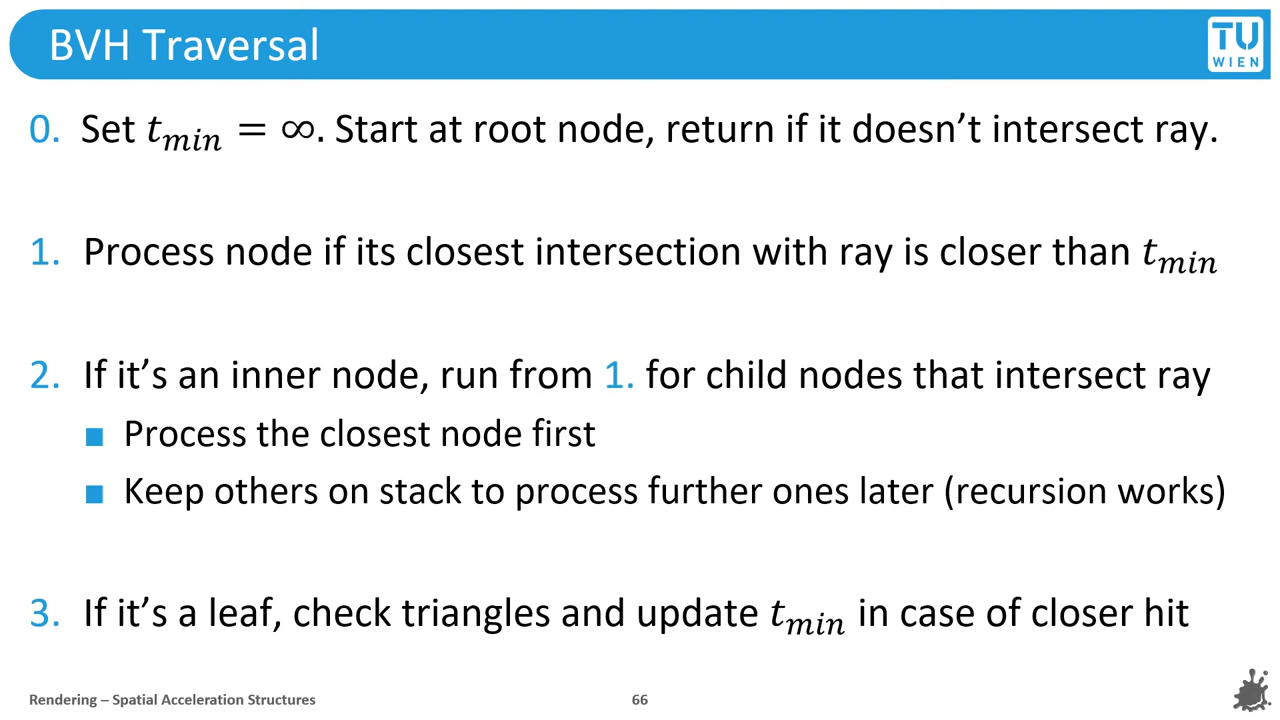 BVH Traversal
TU
WIEN
0. Set t_min = ∞. Start at root node, return if it doesn’t intersect ray.
1. Process node if its closest intersection with ray is closer than t_min
2. If it’s an inner node, run from 1. for child nodes that intersect ray
■ Process the closest node first
■ Keep others on stack to process further ones later (recursion works)
3. If it’s a leaf, check triangles and update t_min in case of closer hit
Rendering – Spatial Acceleration Structures
66